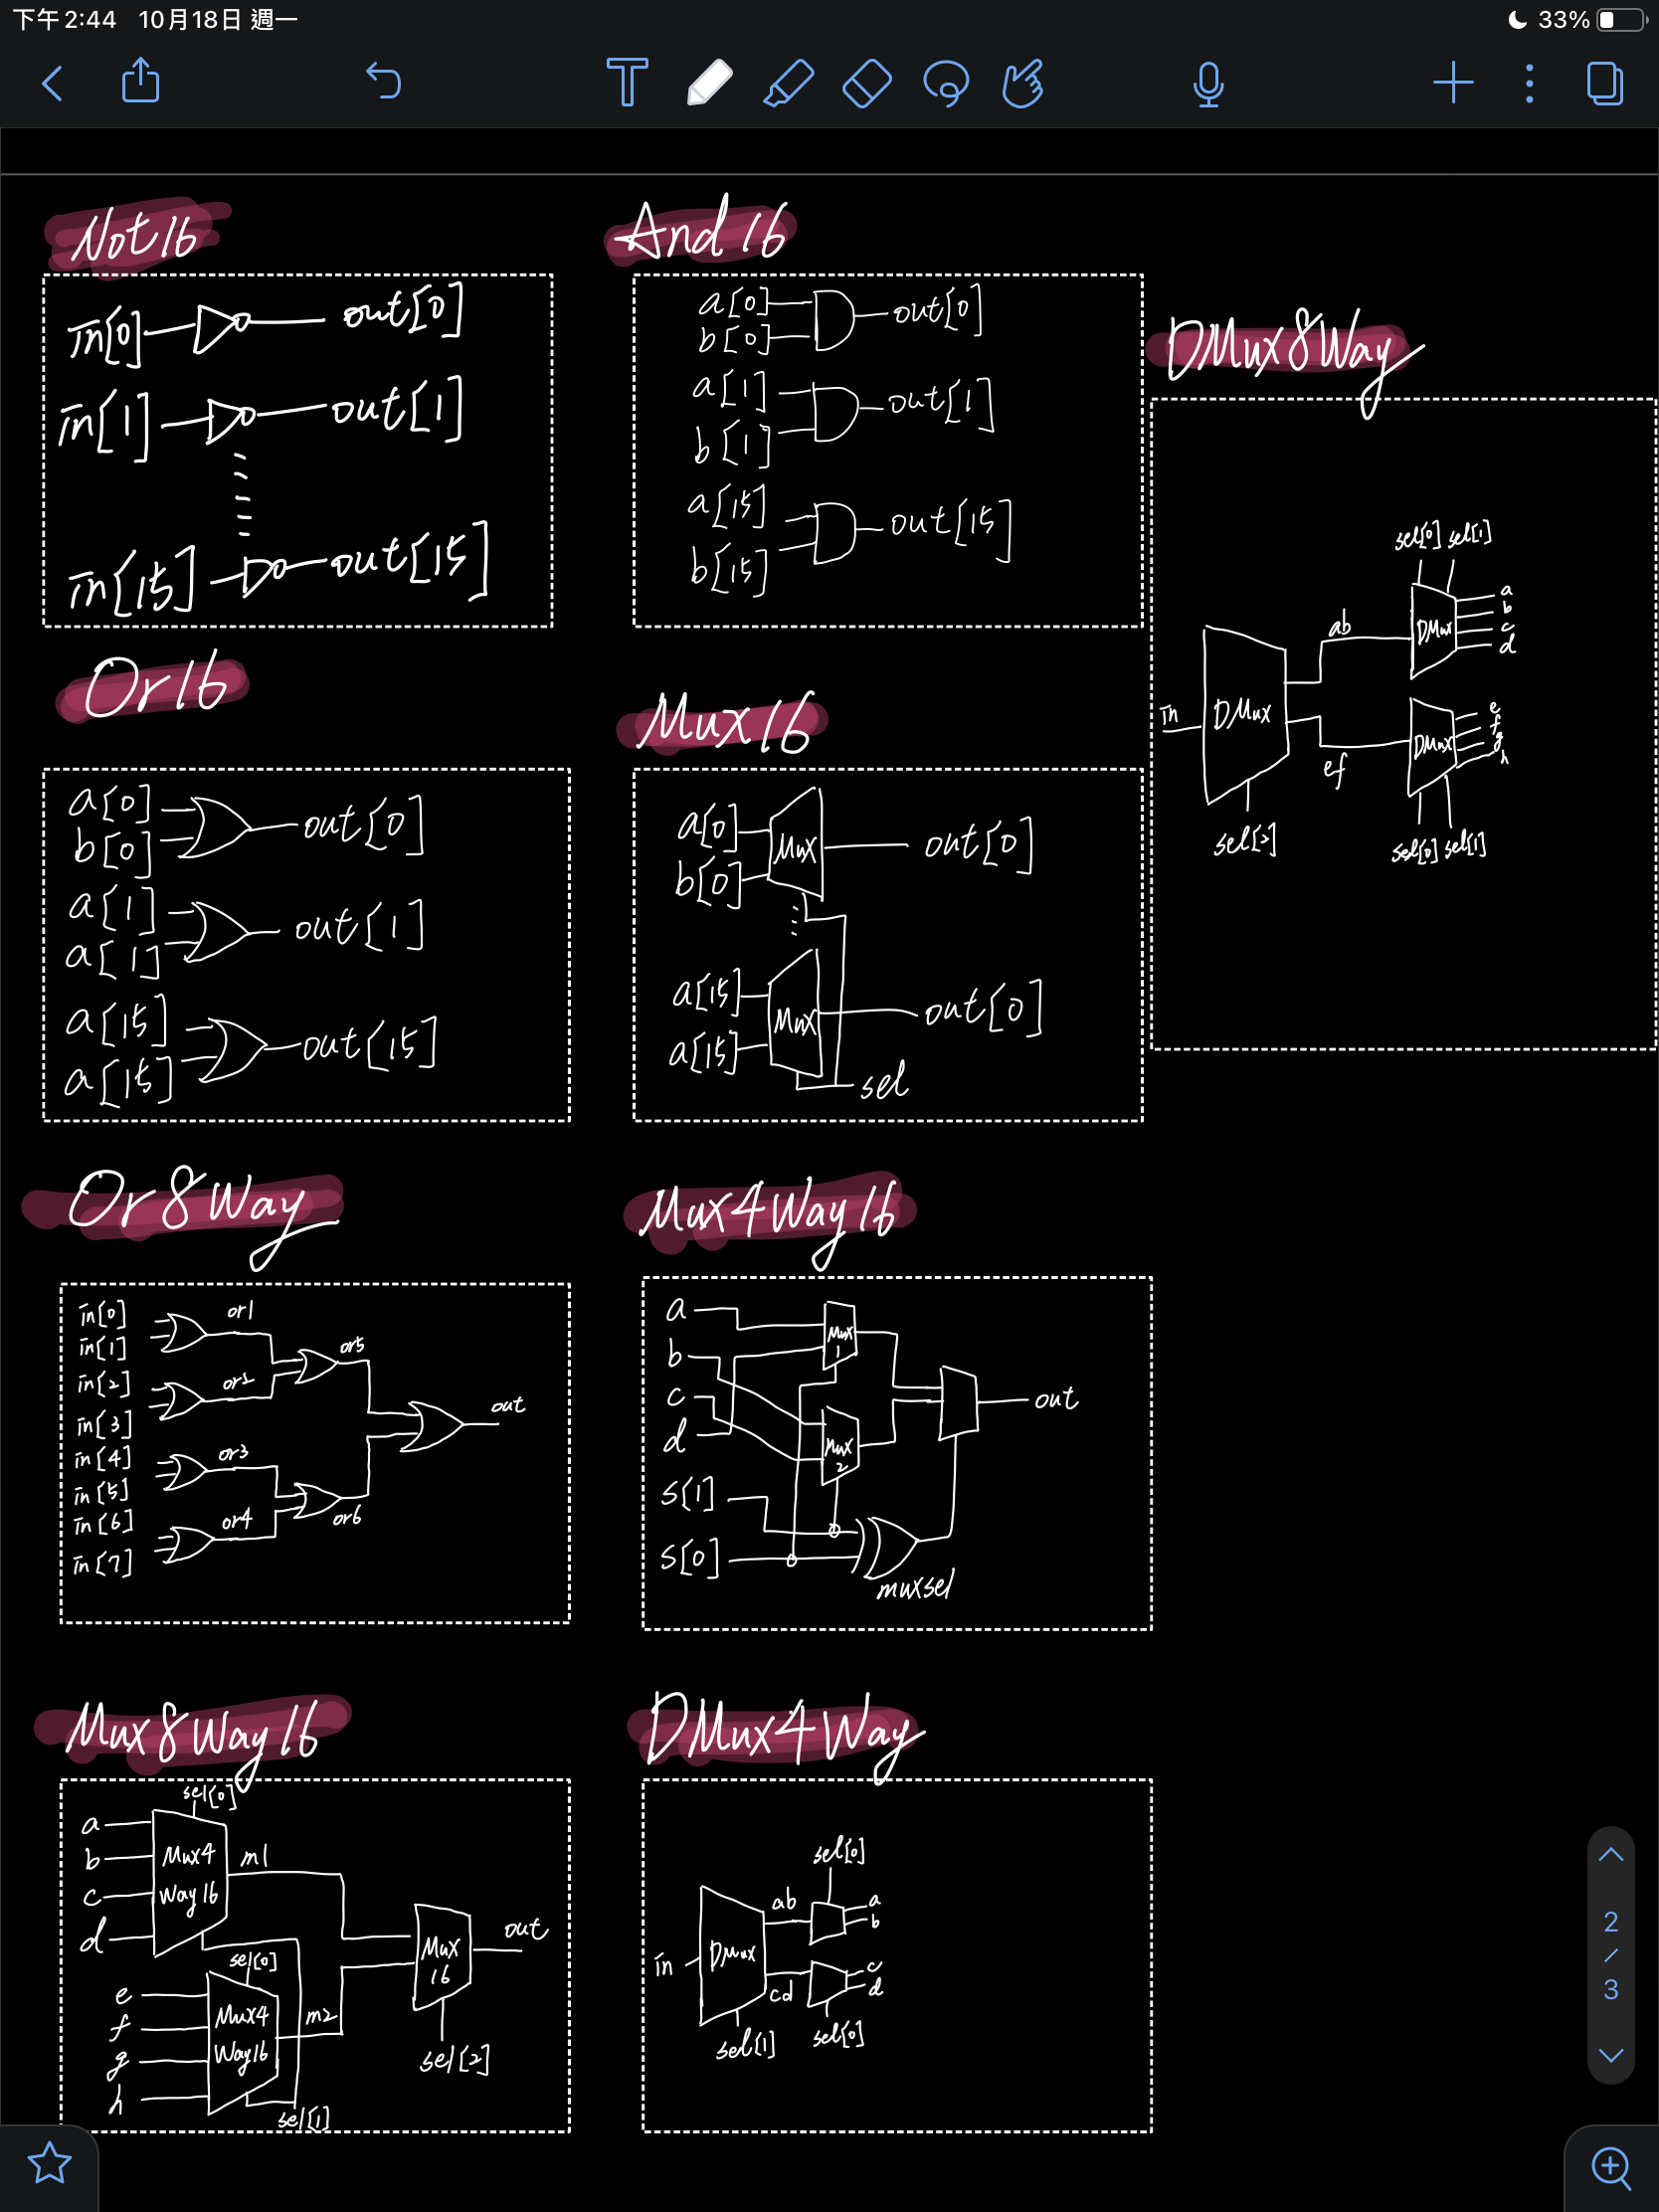 下午2:44 10月18日 週一
33%
Not16
in[0] out[0]
in[1] out[1]
in[15] out[15]
And16
a[0]
b[0]
out[0]
a[1]
b[1]
out[1]
a[15]
b[15]
out[15]
DMux8Way
sel[0] sel[1]
in
DMux
ab
DMux
a
b
c
d
ef
DMux
e
f
g
h
sel[2]
sel[0] sel[1]
Or16
a[0]
b[0]
out[0]
a[1]
a[1]
out[1]
a[15]
a[15]
out[15]
Mux16
a[0]
b[0]
Mux
out[0]
a[15]
a[15]
Mux
out[0]
sel
Or8Way
in[0]
in[1]
in[2]
in[3]
in[4]
in[5]
in[6]
in[7]
or1
or2
or3
or4
or5
or6
out
Mux4Way16
a
b
c
d
s[1]
s[0]
Mux
1
Mux
2
out
muxsel
Mux8Way16
sel[0]
a
b
c
d
Mux4
Way16
m1
sel[0]
e
f
g
h
Mux4
Way16
m2
sel[1]
Mux
16
out
sel[2]
DMux4Way
sel[0]
in
DMux
ab
a
b
cd
c
d
sel[1]
sel[0]
2
/
3